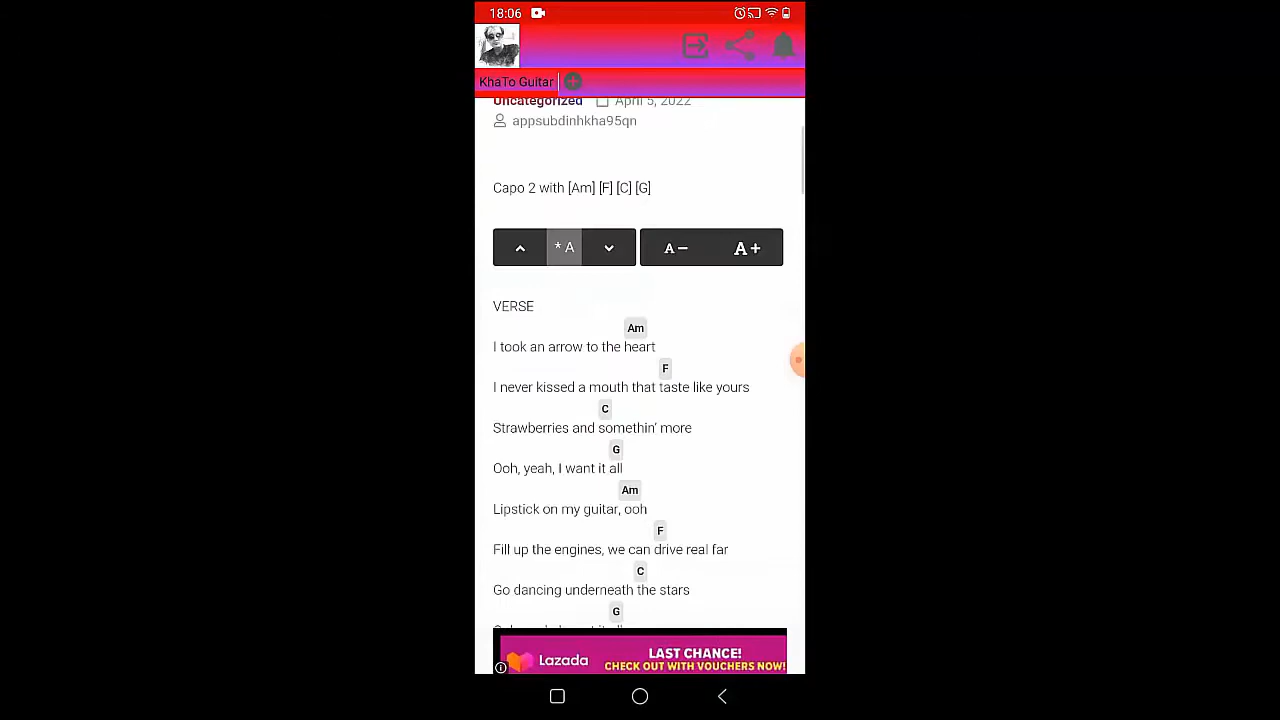 18:06
KhaTo Guitar
Uncategorized April 5, 2022
appsubdinhkha95qn
Capo 2 with [Am] [F] [C] [G]
* A A− A+
VERSE
Am
I took an arrow to the heart
F
I never kissed a mouth that taste like yours
C
Strawberries and somethin' more
G
Ooh, yeah, I want it all
Am
Lipstick on my guitar, ooh
F
Fill up the engines, we can drive real far
C
Go dancing underneath the stars
G
Lazada
LAST CHANCE!
CHECK OUT WITH VOUCHERS NOW!